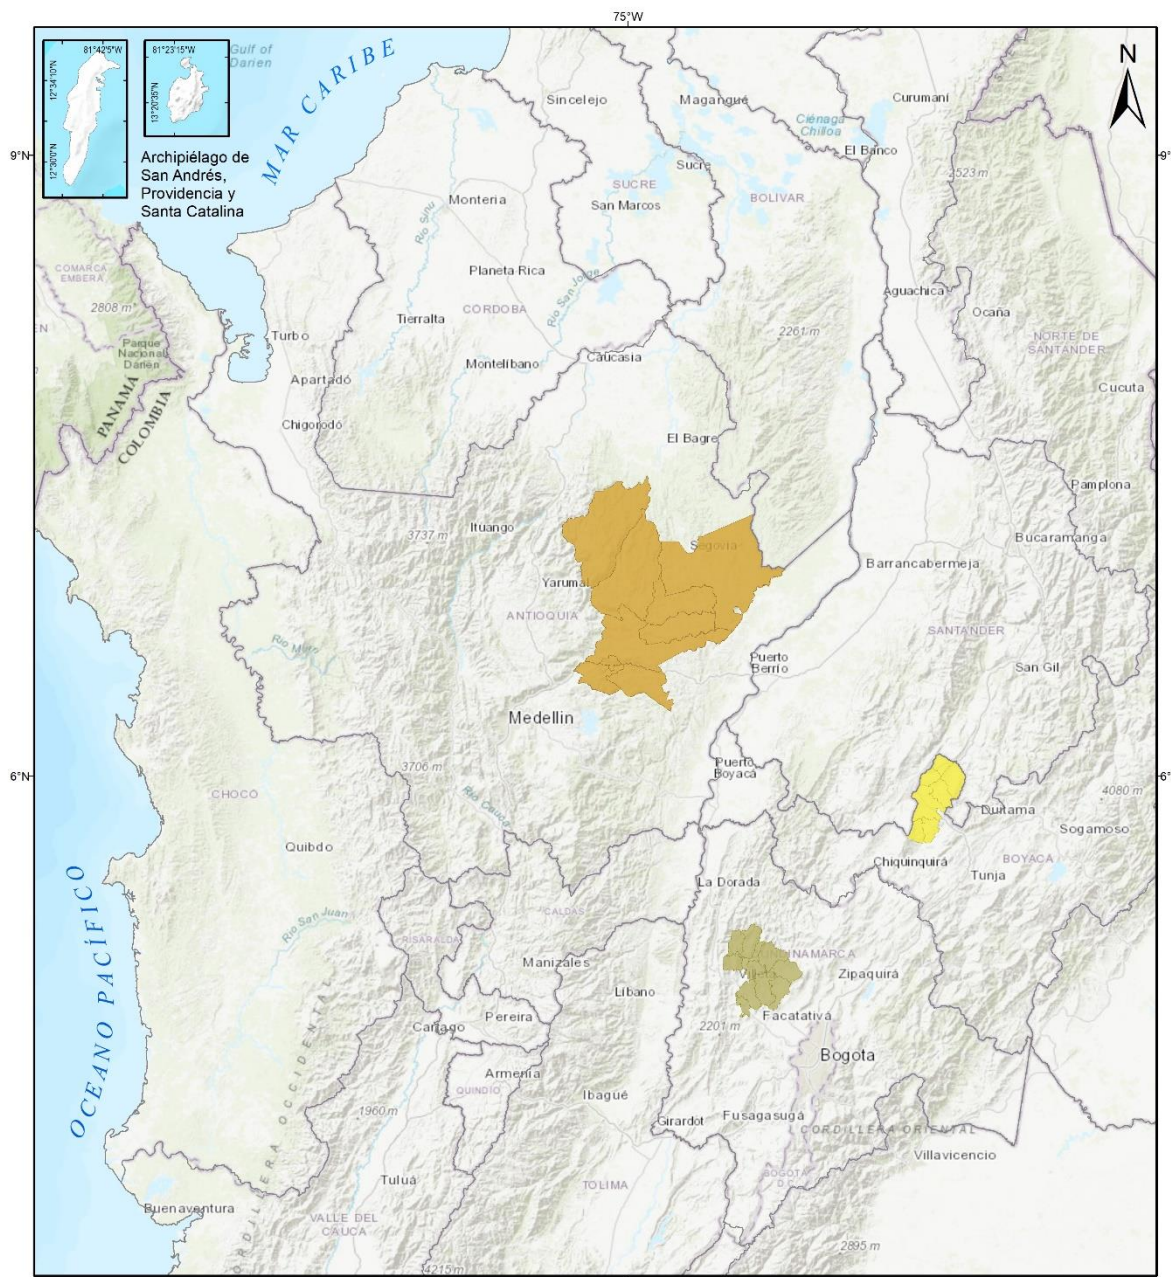 75°W
81°42'5"W
81°23'15"W
12°34'10"N
12°30'0"N
13°20'35"N
Gulf of
Darien
MAR CARIBE
N
Archipiélago de
San Andrés,
Providencia y
Santa Catalina
Sincelejo
Magangué
Curumaní
Ciénaga
Chilloa
El Banco
9°N
9°
Sucre
2523 m
SUCRE
BOLIVAR
San Marcos
Monteria
Río Sinu
COMARCA
EMBERA
2808 m
EN
Planeta Rica
Rio San Jorge
CORDOBA
Tierralta
Aguachica
Ocaña
Turbo
2261 m
NORTE DE
SANTANDER
Parque
Nacional
Darién
Caucasia
Montelíbano
Apartadó
Cucuta
PANAMÁ
COLOMBIA
Chigorodó
El Bagre
Pamplona
Ituango
3737 m
Segovia
Bucaramanga
Barrancabermeja
Yarumal
ANTIOQUIA
SANTANDER
Puerto
Berrío
San Gil
Medellin
3706 m
Puerto
Boyacá
6°N
6°
CHOCO
Rio Cauca
4080 m
Duitama
Sogamoso
Quibdo
Chiquinquirá
BOYACA
Tunja
La Dorada
OCEANO PACÍFICO
CALDAS
Rio San Juan
RISARALDA
Manizales
Zipaquirá
Líbano
Pereira
Cartago
2201 m
Facatativá
Bogota
Armenia
QUINDIO
Ibagué
1960 m
Girardot
Fusagasugá
CORDILLERA ORIENTAL
Villavicencio
BOGOTA
Tuluá
TOLIMA
Buenaventura
VALLE DEL
CAUCA
2895 m
4215 m